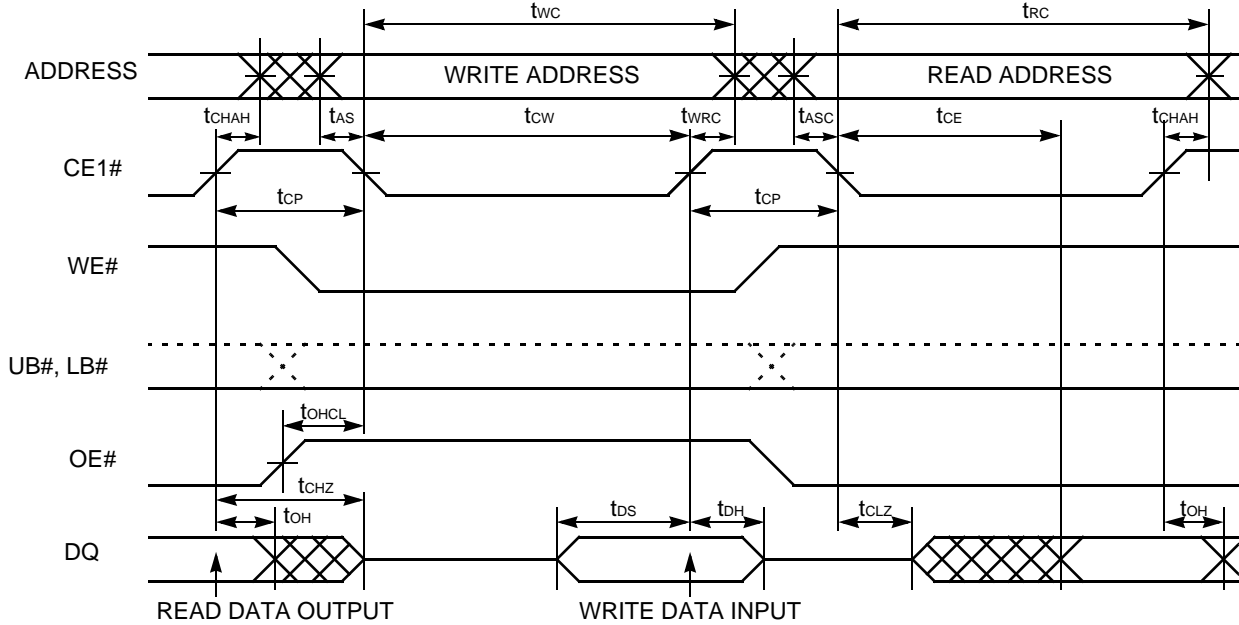 tWC tRC
ADDRESS WRITE ADDRESS READ ADDRESS
tCHAH tAS tCW tWRC tASC tCE tCHAH
CE1#
tCP tCP
WE#
UB#, LB#
tOHCL
OE#
tCHZ
tOH tDS tDH tCLZ tOH
DQ
READ DATA OUTPUT WRITE DATA INPUT